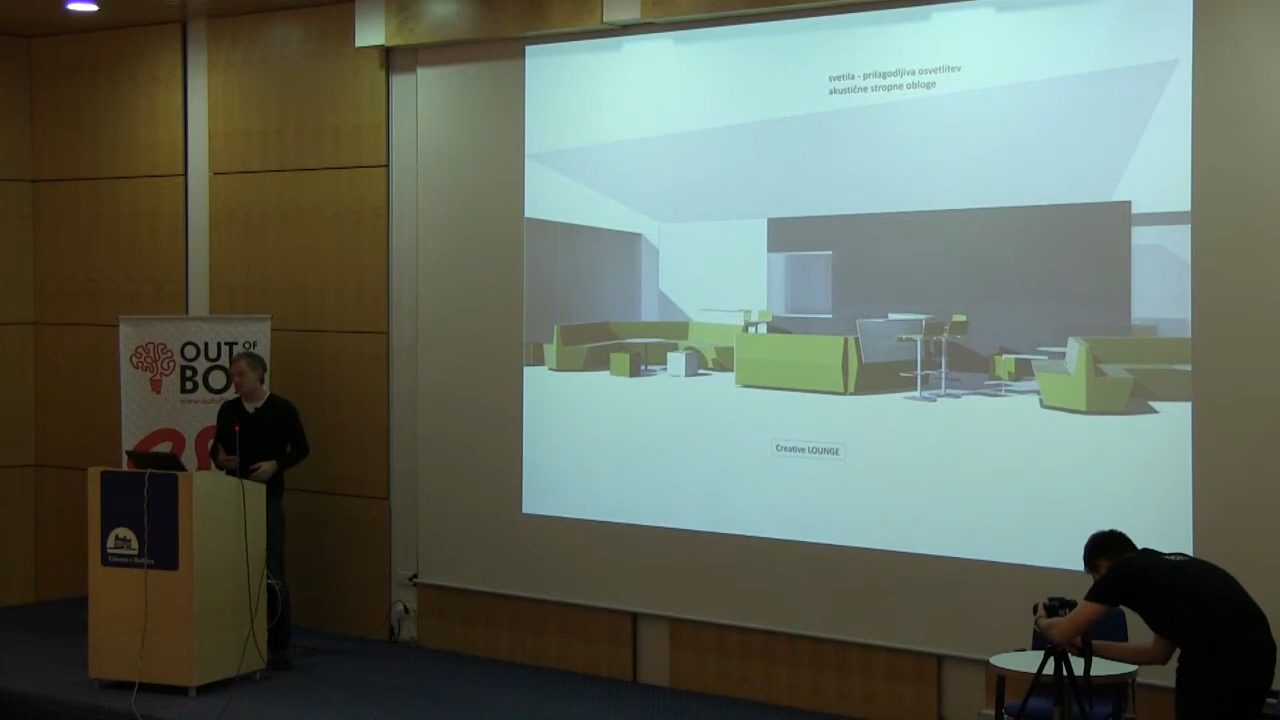 svetila - prilagodljiva osvetlitev
akustične stropne obloge
Creative LOUNGE
OUT OF
BO